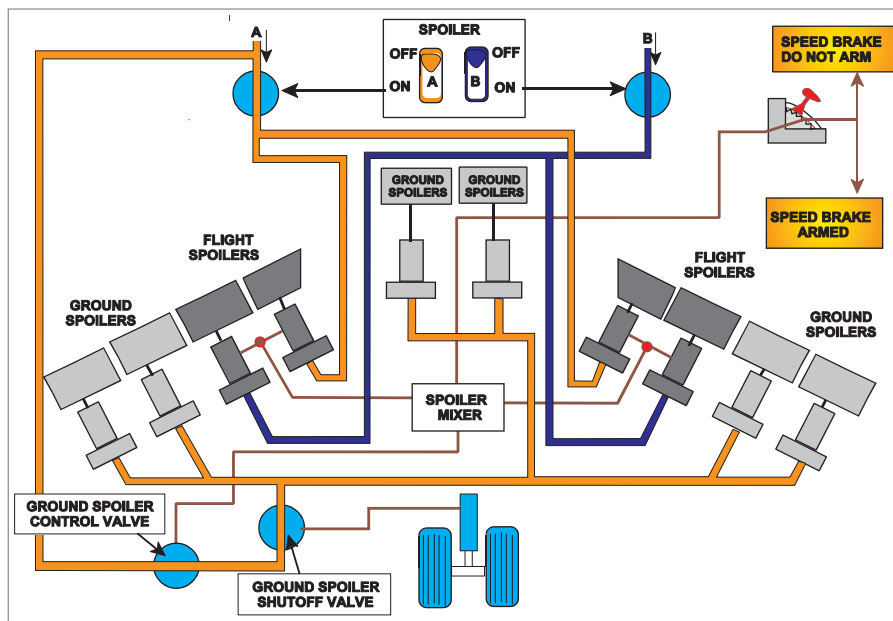 SPOILER
A
OFF
OFF
B
A
B
ON
ON
SPEED BRAKE
DO NOT ARM
GROUND
SPOILERS
GROUND
SPOILERS
SPEED BRAKE
ARMED
FLIGHT
SPOILERS
FLIGHT
SPOILERS
GROUND
SPOILERS
GROUND
SPOILERS
SPOILER
MIXER
GROUND SPOILER
CONTROL VALVE
GROUND SPOILER
SHUTOFF VALVE